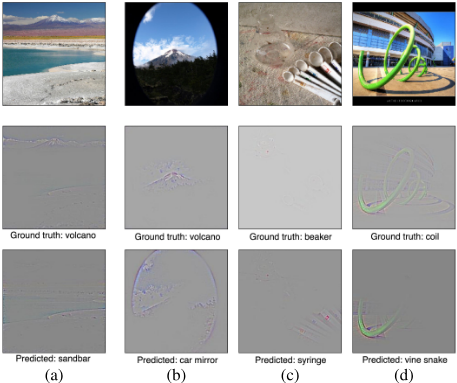 Ground truth: volcano
Ground truth: volcano
Ground truth: beaker
Ground truth: coil
Predicted: sandbar
Predicted: car mirror
Predicted: syringe
Predicted: vine snake
(a)
(b)
(c)
(d)